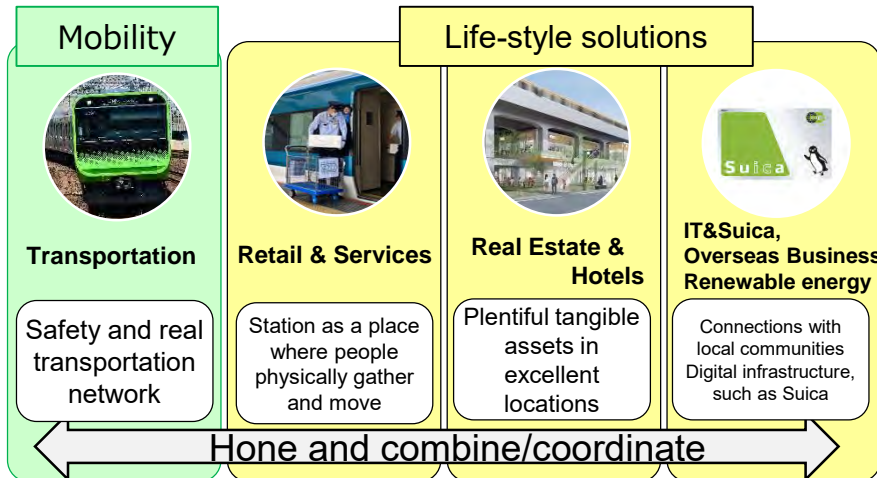 Mobility
Life-style solutions
Suica
Transportation
Retail & Services
Real Estate &
Hotels
IT&Suica,
Overseas Business
Renewable energy
Safety and real
transportation
network
Station as a place
where people
physically gather
and move
Plentiful tangible
assets in
excellent
locations
Connections with
local communities
Digital infrastructure,
such as Suica
Hone and combine/coordinate